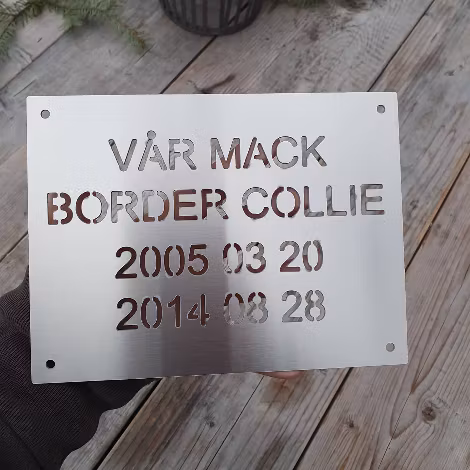 VÅR MACK
BORDER COLLIE
2005 03 20
2014 08 28